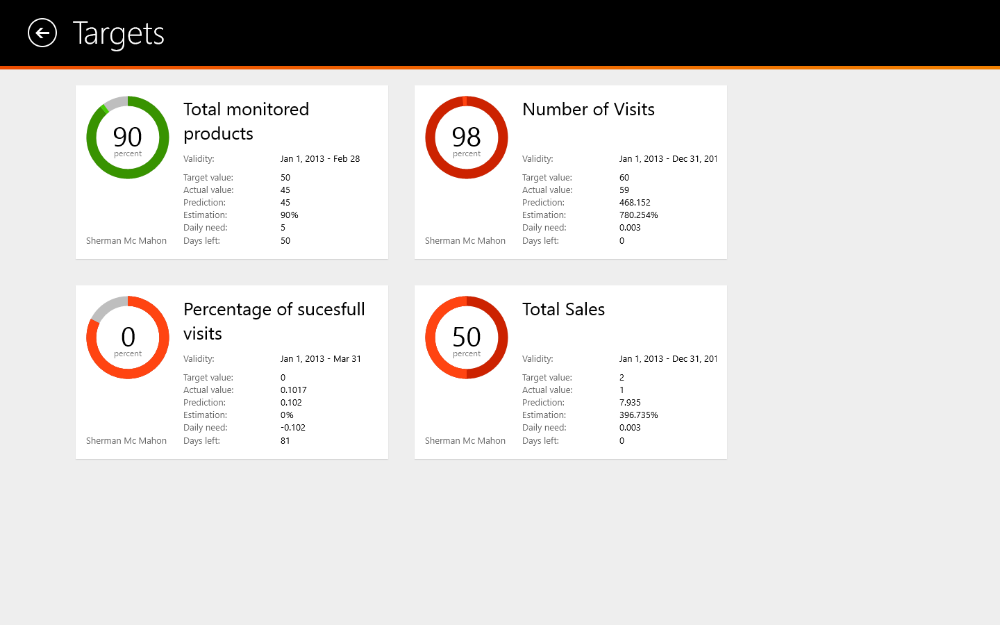 Targets
90
percent
Total monitored
products
Validity: Jan 1, 2013 - Feb 28
Target value: 50
Actual value: 45
Prediction: 45
Estimation: 90%
Daily need: 5
Sherman Mc Mahon Days left: 50
98
percent
Number of Visits
Validity: Jan 1, 2013 - Dec 31, 201
Target value: 60
Actual value: 59
Prediction: 468.152
Estimation: 780.254%
Daily need: 0.003
Sherman Mc Mahon Days left: 0
0
percent
Percentage of sucesfull
visits
Validity: Jan 1, 2013 - Mar 31
Target value: 0
Actual value: 0.1017
Prediction: 0.102
Estimation: 0%
Daily need: -0.102
Sherman Mc Mahon Days left: 81
50
percent
Total Sales
Validity: Jan 1, 2013 - Dec 31, 201
Target value: 2
Actual value: 1
Prediction: 7.935
Estimation: 396.735%
Daily need: 0.003
Sherman Mc Mahon Days left: 0